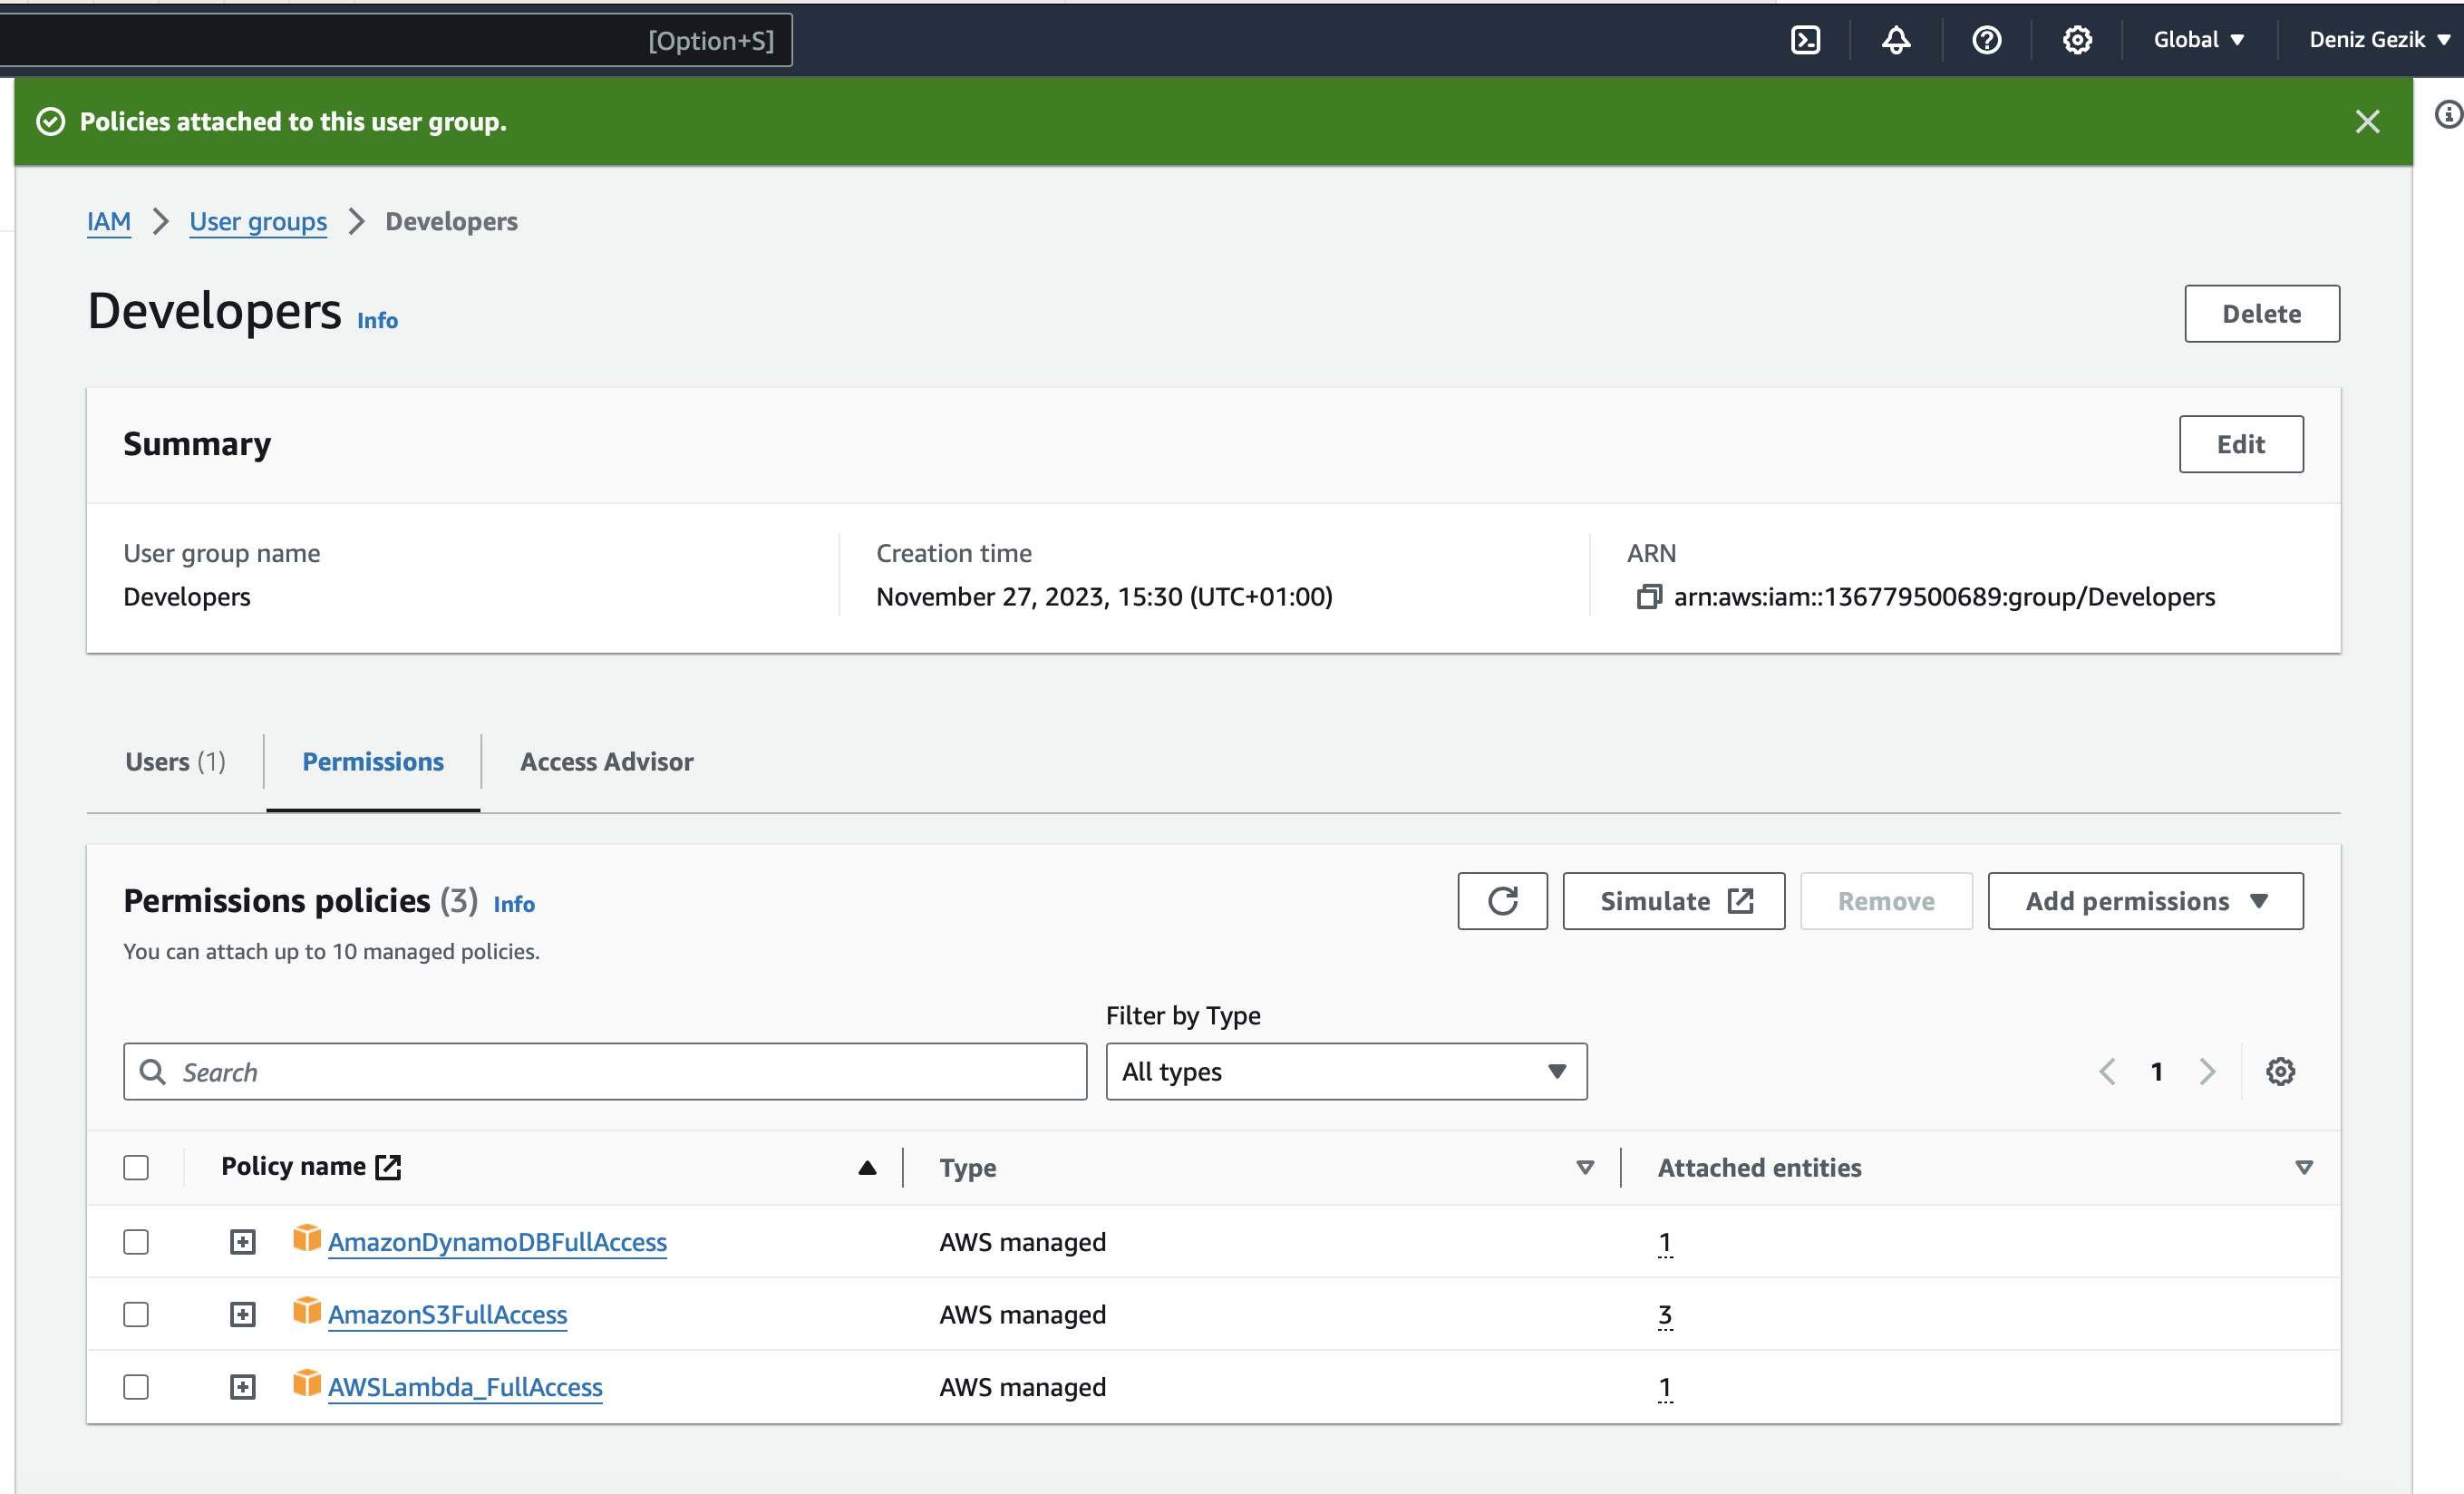 [Option+S]
Global
Deniz Gezik
Policies attached to this user group.
IAM
User groups
Developers
Developers Info
Delete
Summary
Edit
User group name
Developers
Creation time
November 27, 2023, 15:30 (UTC+01:00)
ARN
arn:aws:iam::136779500689:group/Developers
Users (1)
Permissions
Access Advisor
Permissions policies (3) Info
Simulate
Remove
Add permissions
You can attach up to 10 managed policies.
Filter by Type
Search
All types
1
Policy name
Type
Attached entities
AmazonDynamoDBFullAccess
AWS managed
1
AmazonS3FullAccess
AWS managed
3
AWSLambda_FullAccess
AWS managed
1